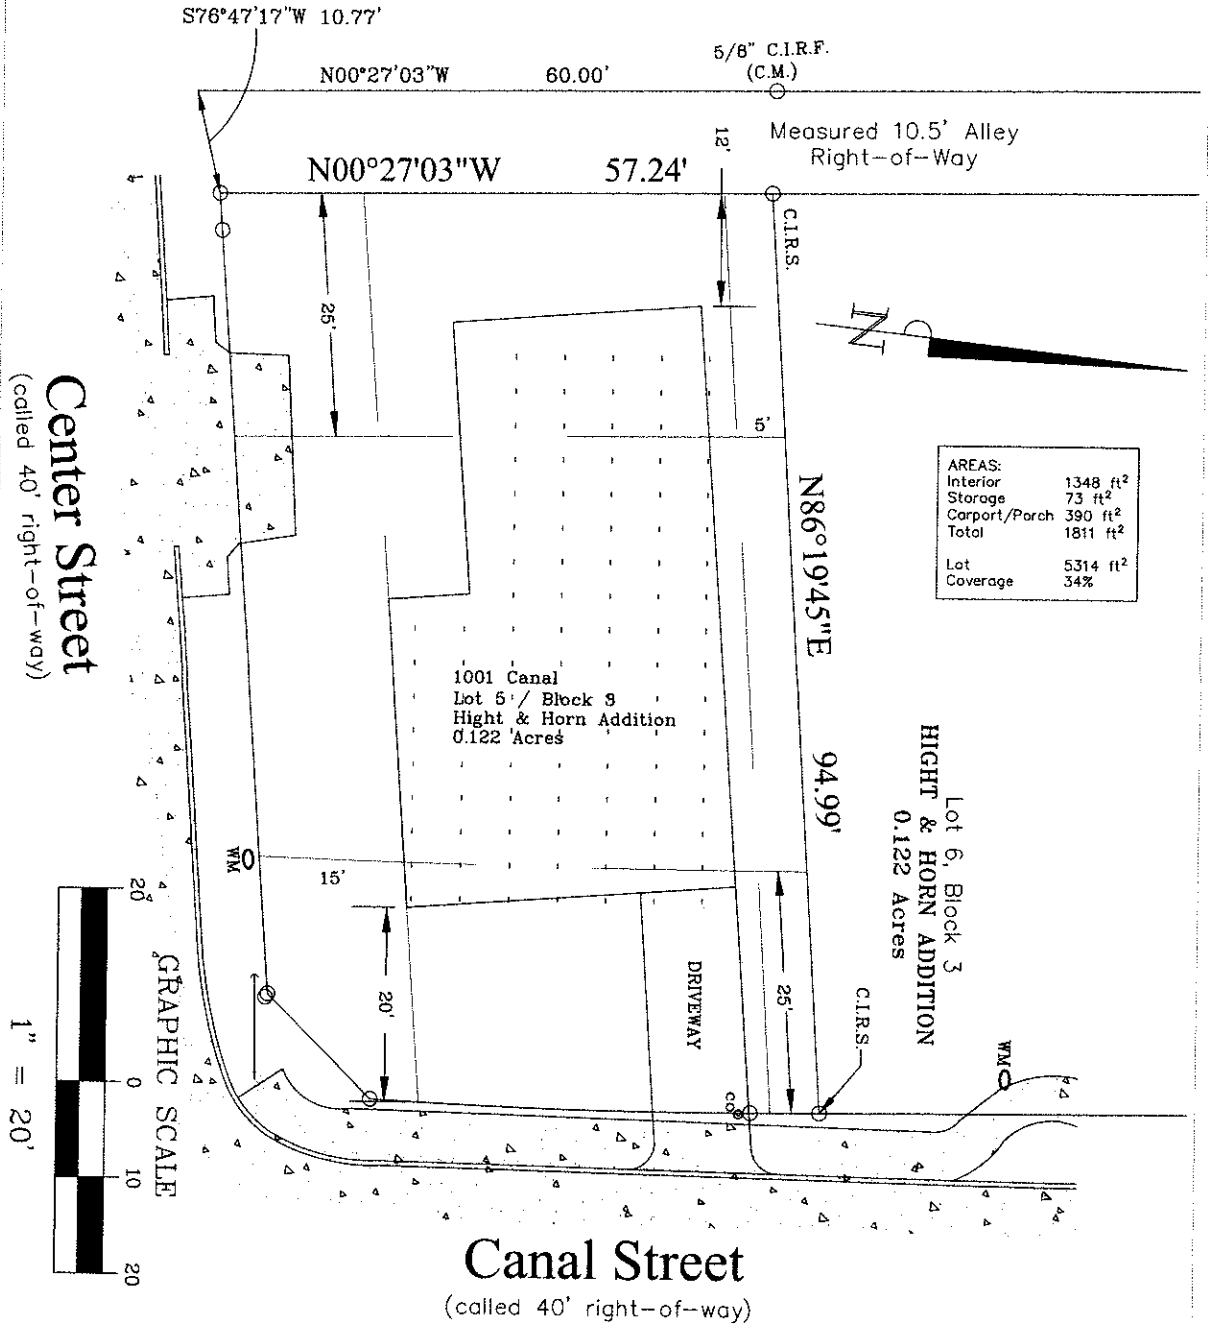 S76°47'17"W 10.77'
5/8" C.I.R.F.
(C.M.)
N00°27'03"W 60.00'
Measured 10.5' Alley
Right-of-Way
12'
N00°27'03"W 57.24'
C.I.R.S.
25'
N
5'
AREAS:
Interior 1348 ft²
Storage 73 ft²
Carport/Porch 390 ft²
Total 1811 ft²
Lot 5314 ft²
Coverage 34%
N86°19'45"E 94.99'
Center Street
(called 40' right-of-way)
1001 Canal
Lot 5 / Block 3
Hight & Horn Addition
0.122 Acres
Lot 6, Block 3
HIGHT & HORN ADDITION
0.122 Acres
WM
15'
20'
25'
DRIVEWAY
C.I.R.S.
WM
CO
20 0 10 20
GRAPHIC SCALE
1" = 20'
Canal Street
(called 40' right-of-way)